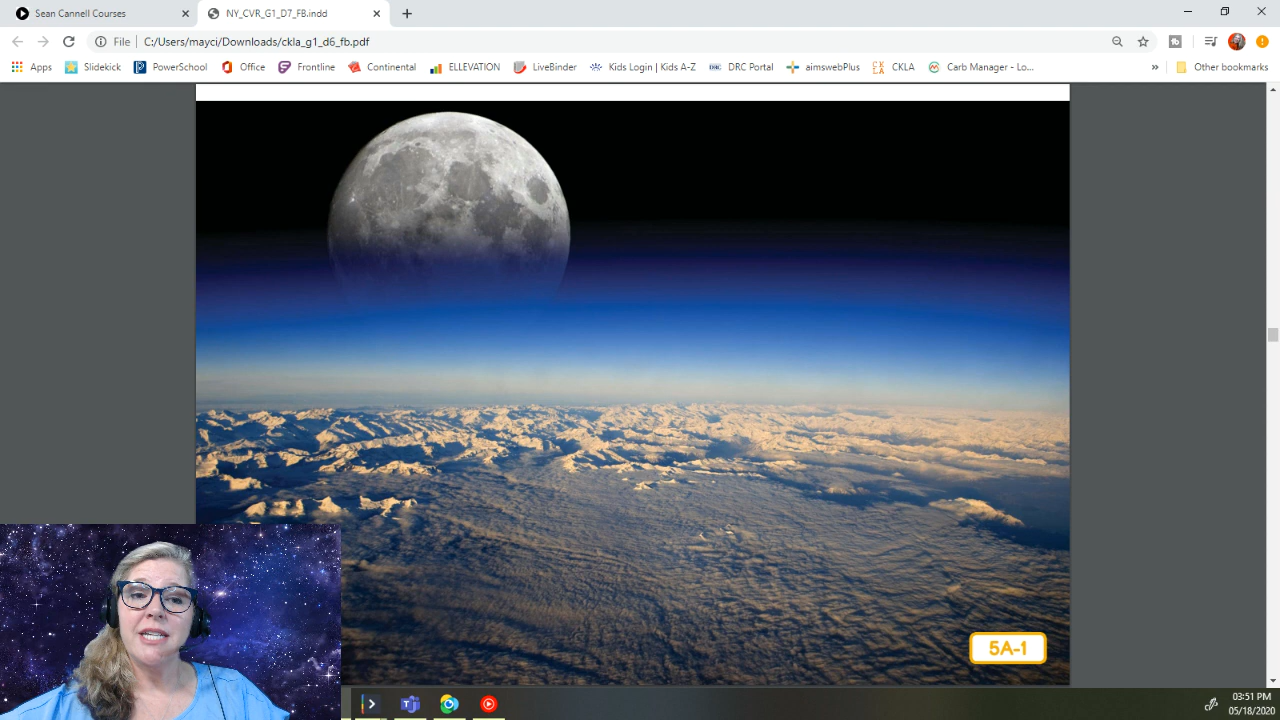 Sean Cannell Courses
NY_CVR_G1_D7_FB.indd
File
C:/Users/mayci/Downloads/ckla_g1_d6_fb.pdf
Apps Sidekick PowerSchool Office Frontline Continental ELLEVATION LiveBinder Kids Login | Kids A-Z DRC Portal aimswebPlus CKLA Carb Manager - Lo... » Other bookmarks
5A-1
03:51 PM
05/18/2020